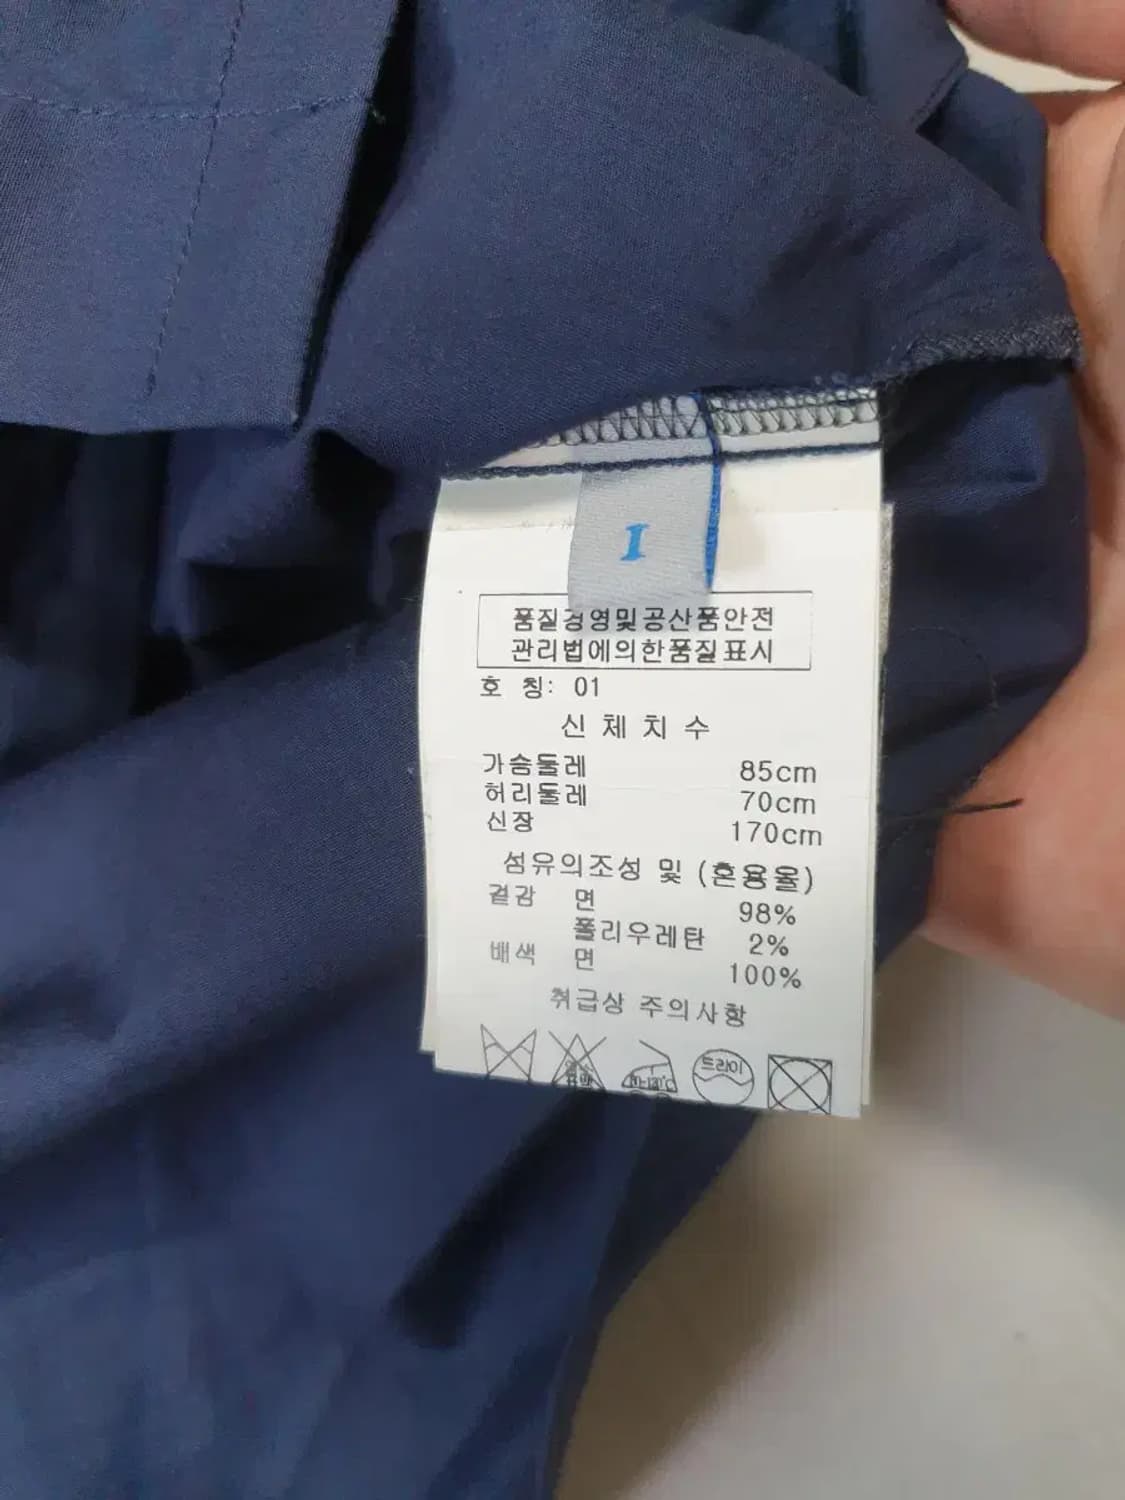 I
품질경영및공산품안전
관리법에의한품질표시
호 칭: 01
신 체 치 수
가슴둘레 85cm
허리둘레 70cm
신장 170cm
섬유의조성 및 (혼용율)
겉감 면 98%
폴리우레탄 2%
배색 면 100%
취급상 주의사항
드라이